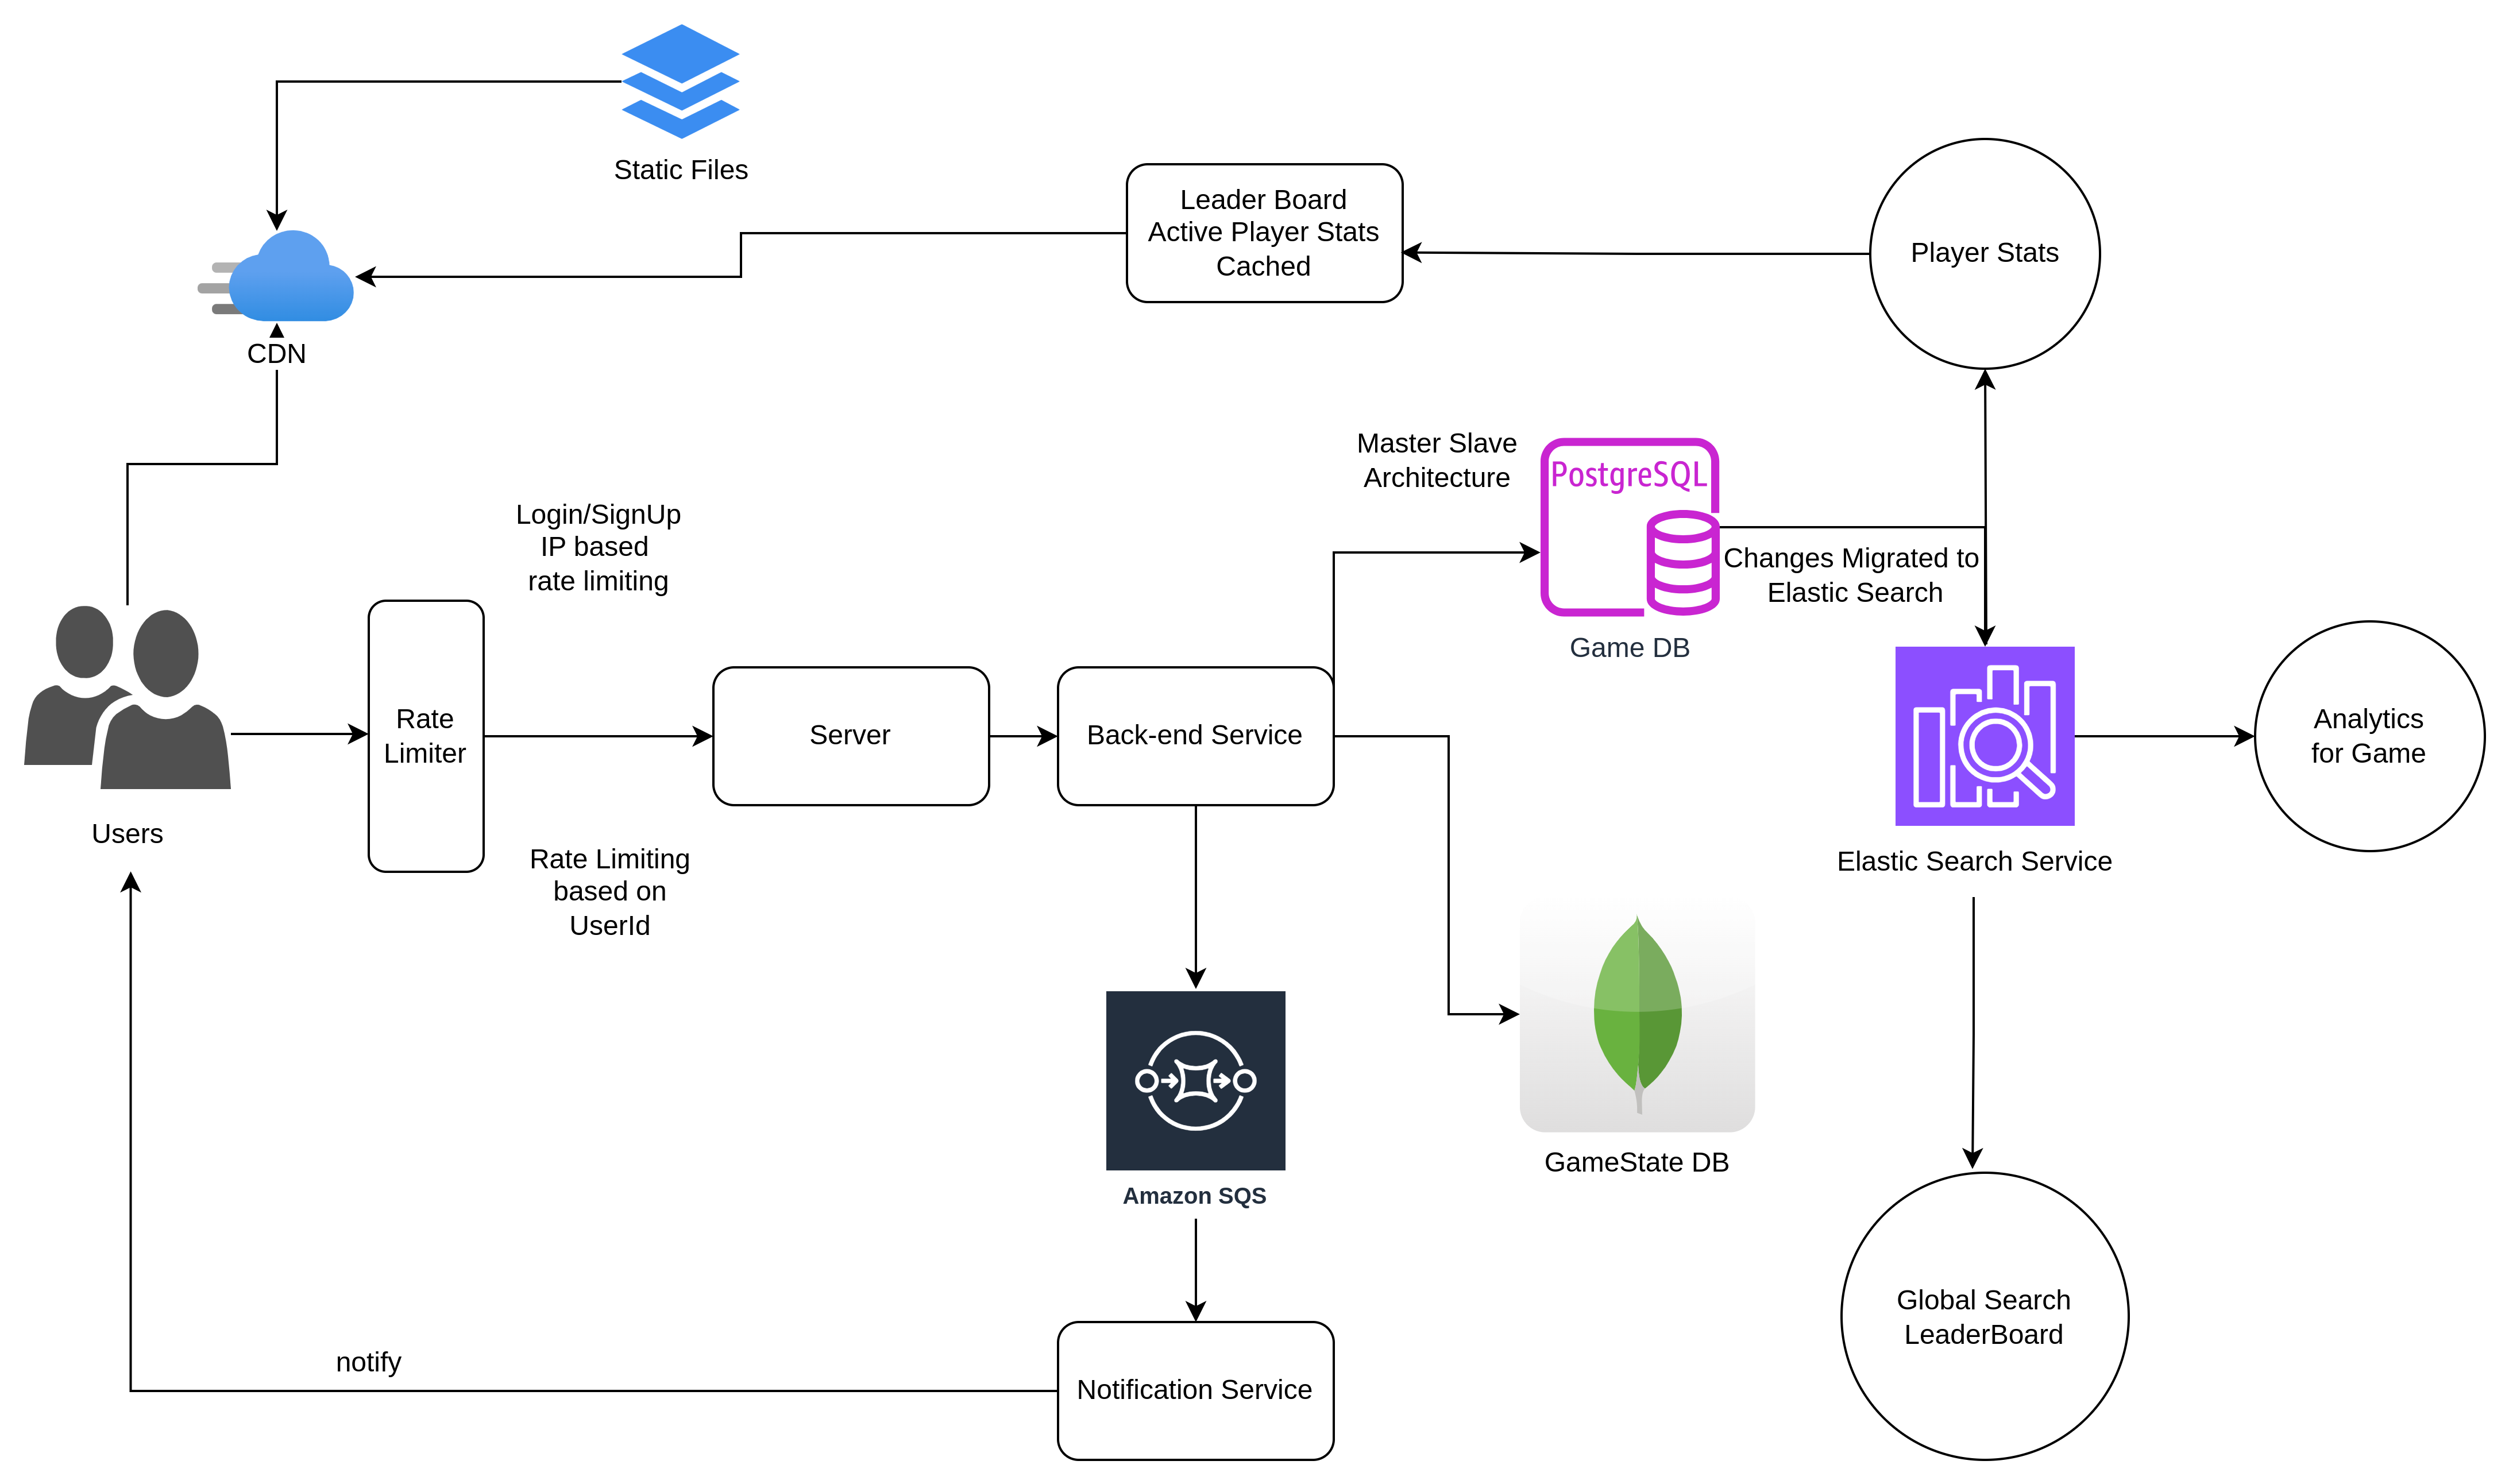 Static Files
Leader Board
Active Player Stats
Cached
Player Stats
CDN
Master Slave
Architecture
PostgreSQL
Login/SignUp
IP based
rate limiting
Changes Migrated to
Elastic Search
Game DB
Rate
Limiter
Server
Back-end Service
Analytics
for Game
Users
Rate Limiting
based on
UserId
Elastic Search Service
GameState DB
Amazon SQS
Global Search
LeaderBoard
notify
Notification Service